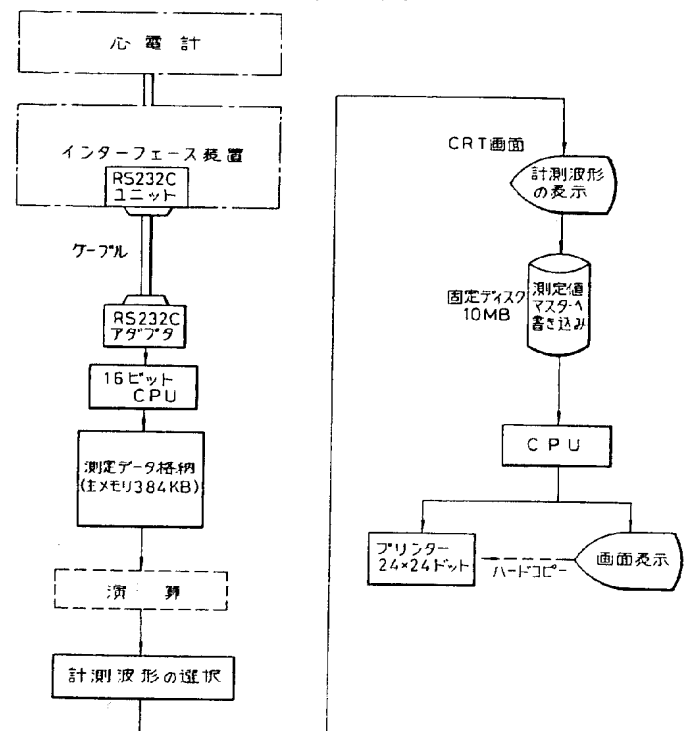 心電計
インターフェース装置
RS232C
ユニット
ケーブル
RS232C
アダプタ
16ビット
CPU
測定データ格納
(主メモリ384KB)
演算
計測波形の選択
CRT画面
計測波形
の表示
固定ディスク
10MB
測定値
マスターへ
書き込み
CPU
プリンター
24×24ドット
ハードコピー
画面表示